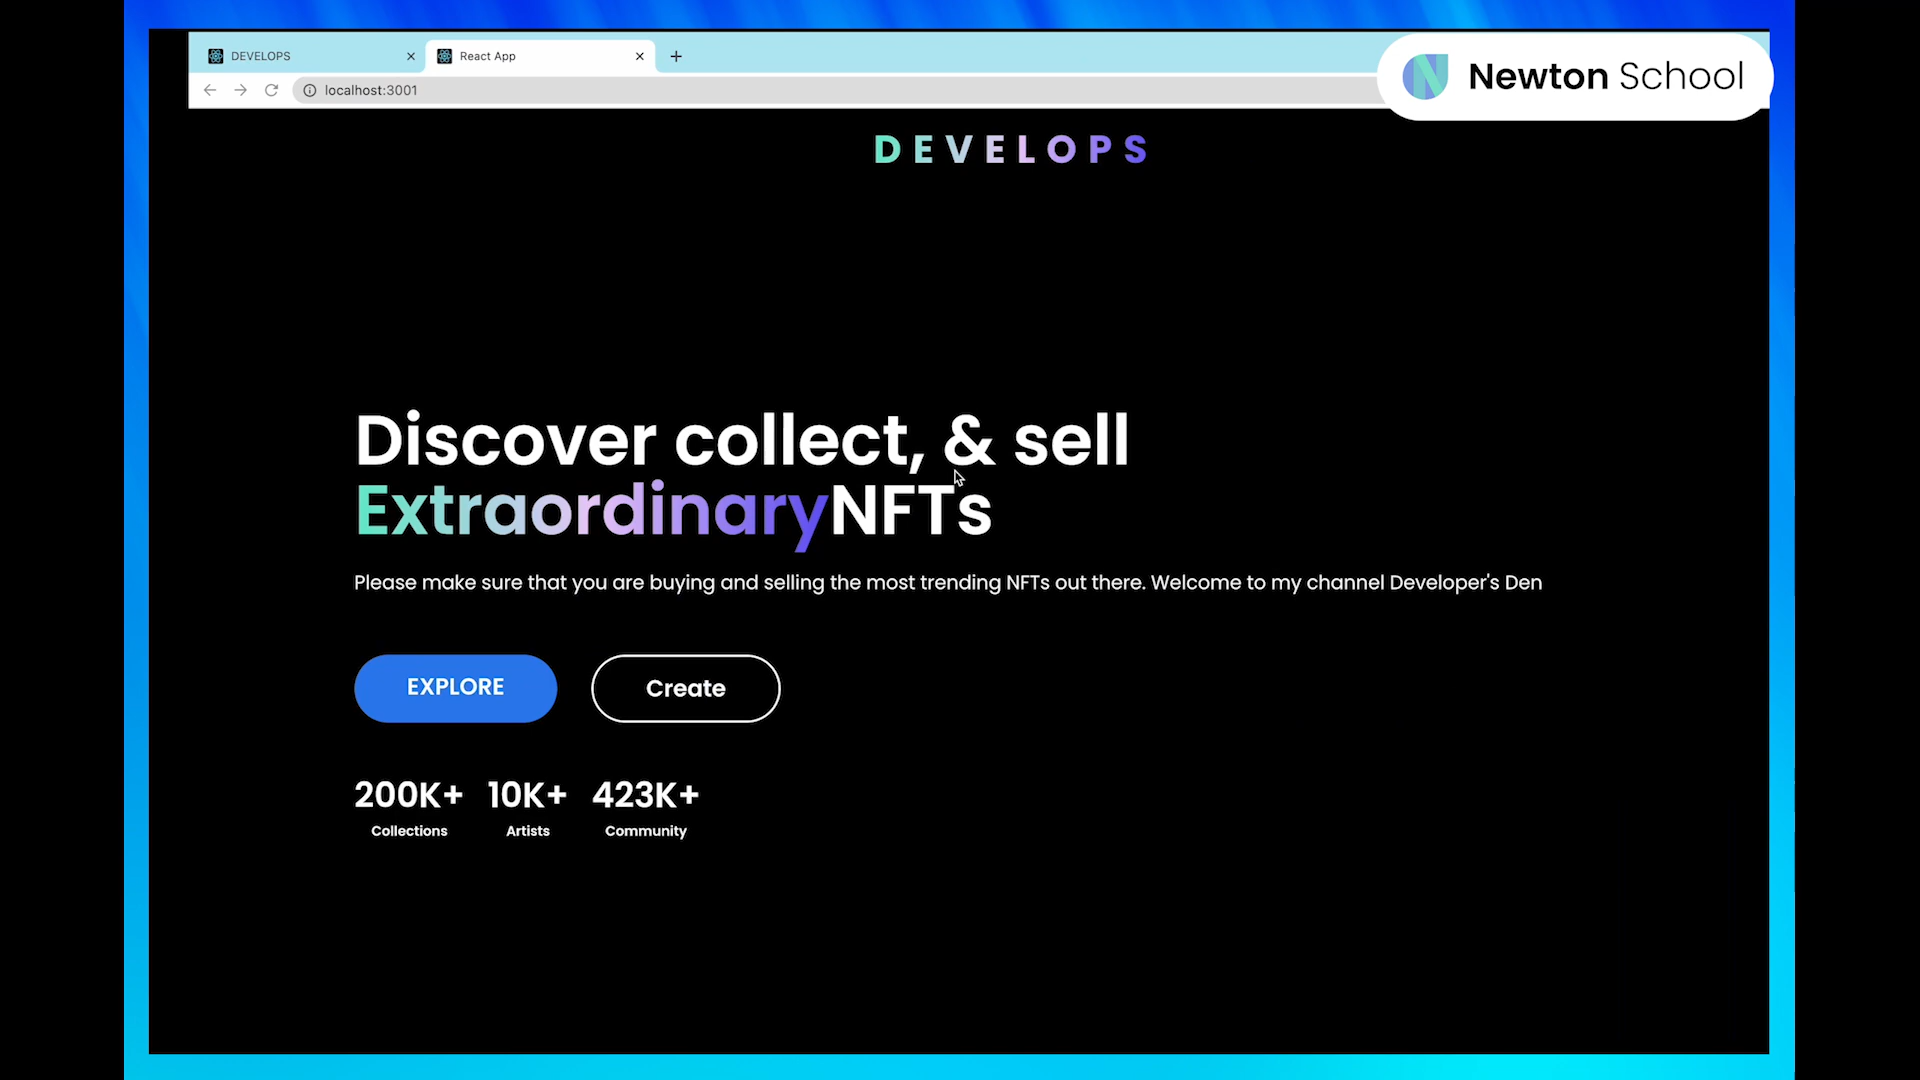 DEVELOPS
React App
localhost:3001
Newton School
DEVELOPS
Discover collect, & sell
ExtraordinaryNFTs
Please make sure that you are buying and selling the most trending NFTs out there. Welcome to my channel Developer's Den
EXPLORE
Create
200K+ 10K+ 423K+
Collections Artists Community